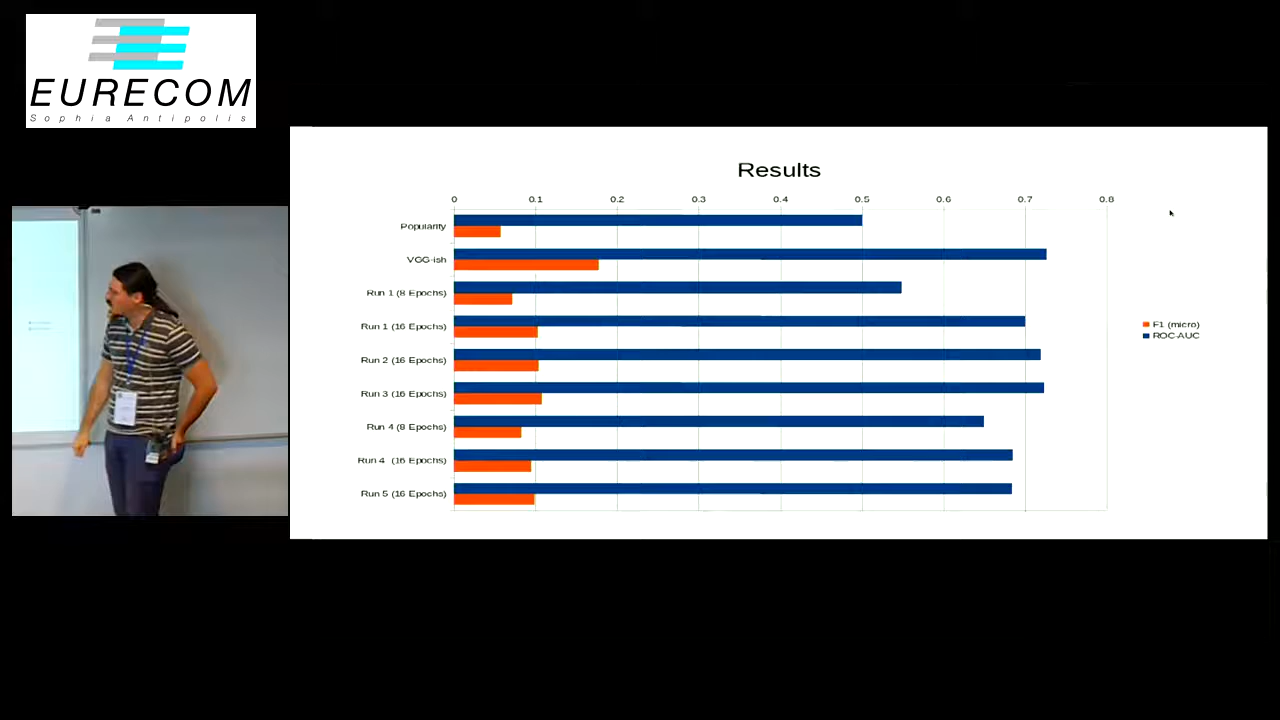 EURECOM
Sophia Antipolis
Results
0 0.1 0.2 0.3 0.4 0.5 0.6 0.7 0.8
Popularity
VGG-ish
Run 1 (8 Epochs)
Run 1 (16 Epochs)
Run 2 (16 Epochs)
Run 3 (16 Epochs)
Run 4 (8 Epochs)
Run 4 (16 Epochs)
Run 5 (16 Epochs)
F1 (micro)
ROC-AUC